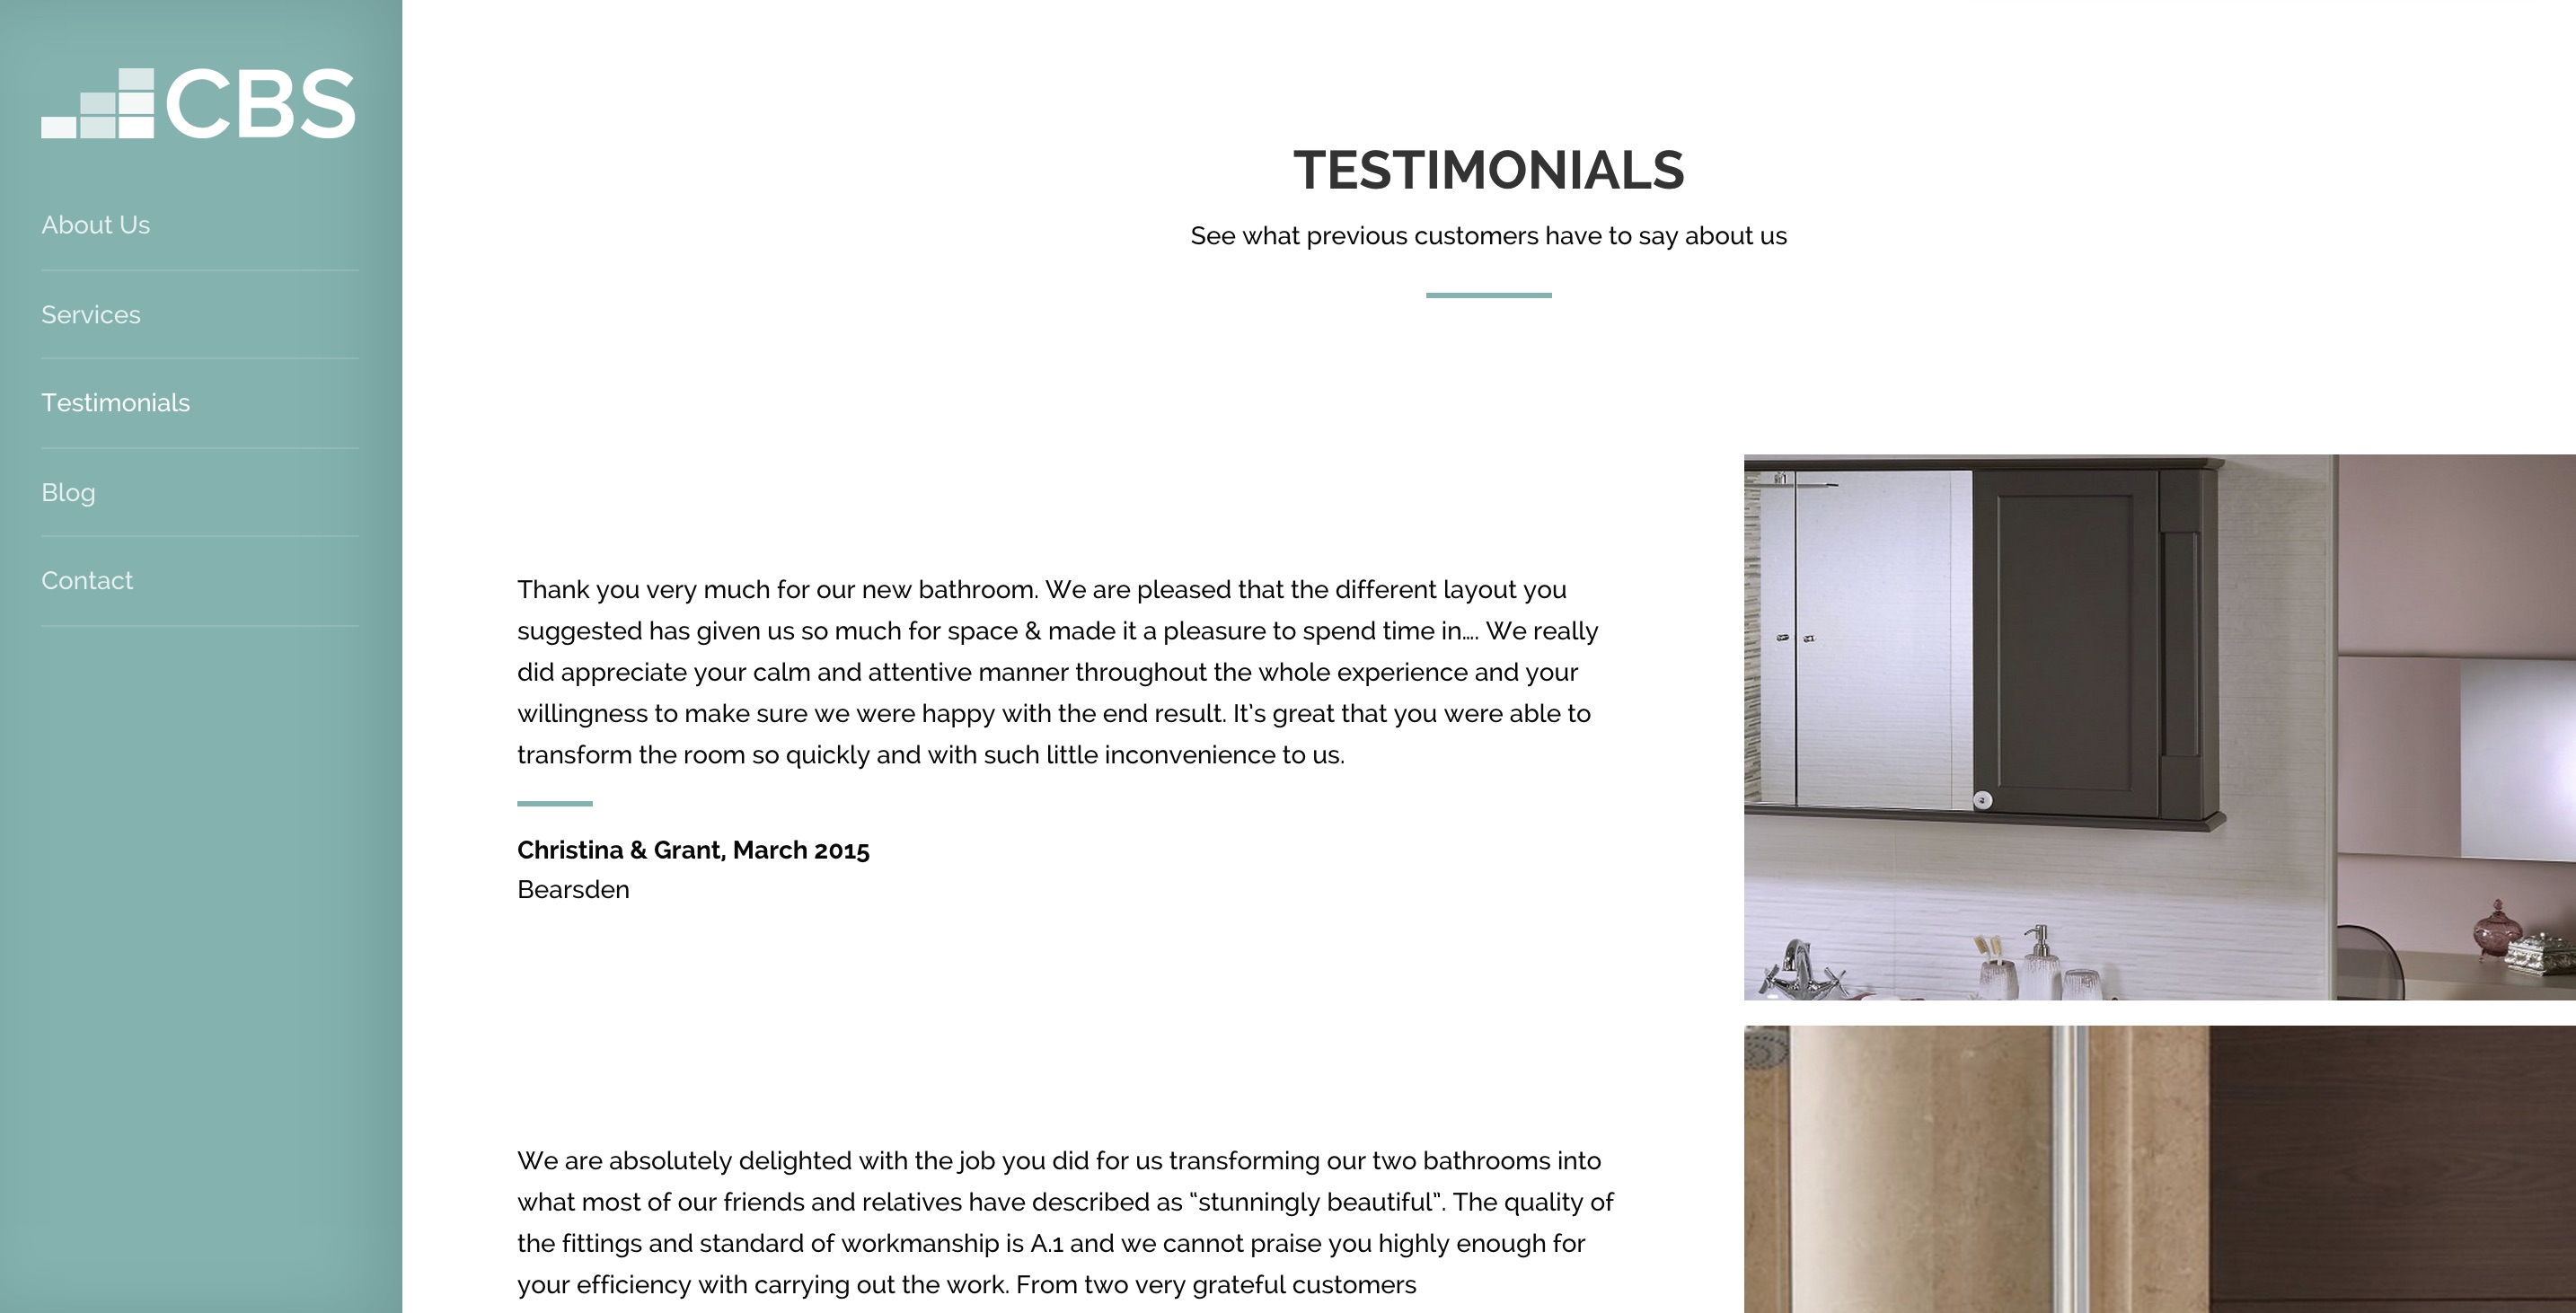 CBS
About Us
Services
Testimonials
Blog
Contact
TESTIMONIALS
See what previous customers have to say about us
Thank you very much for our new bathroom. We are pleased that the different layout you
suggested has given us so much for space & made it a pleasure to spend time in…. We really
did appreciate your calm and attentive manner throughout the whole experience and your
willingness to make sure we were happy with the end result. It’s great that you were able to
transform the room so quickly and with such little inconvenience to us.
Christina & Grant, March 2015
Bearsden
We are absolutely delighted with the job you did for us transforming our two bathrooms into
what most of our friends and relatives have described as “stunningly beautiful”. The quality of
the fittings and standard of workmanship is A.1 and we cannot praise you highly enough for
your efficiency with carrying out the work. From two very grateful customers